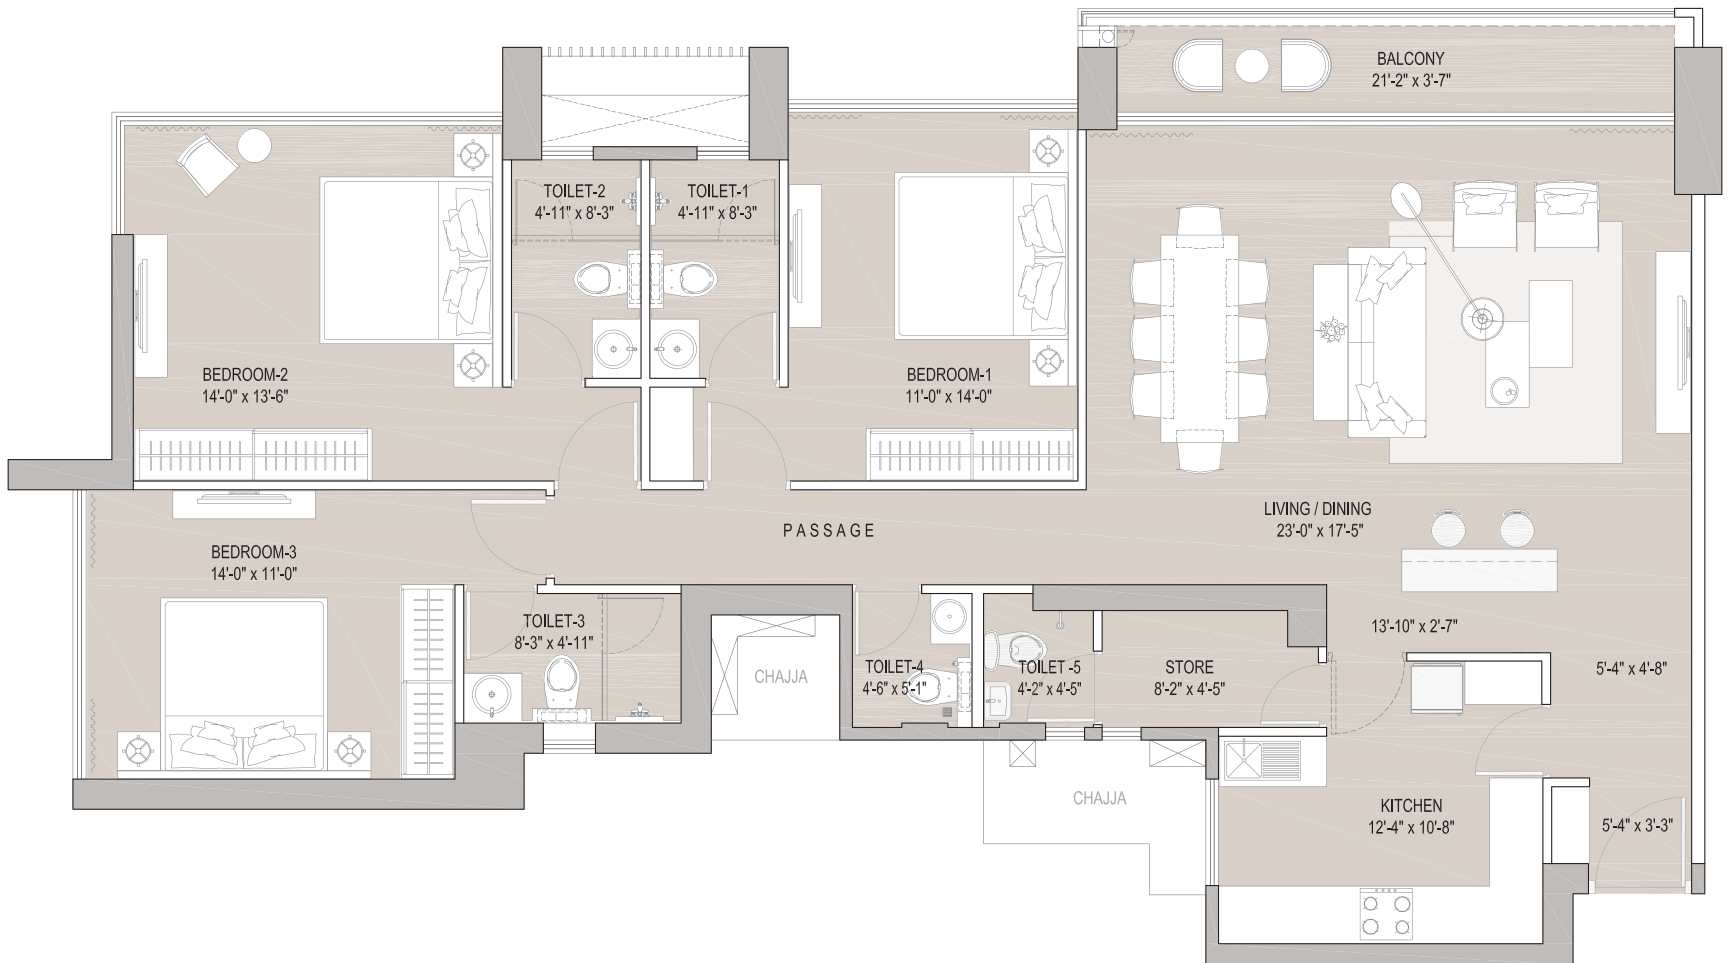 BALCONY
21'-2" x 3'-7"
TOILET-2
4'-11" x 8'-3"
TOILET-1
4'-11" x 8'-3"
BEDROOM-2
14'-0" x 13'-6"
BEDROOM-1
11'-0" x 14'-0"
LIVING / DINING
23'-0" x 17'-5"
PASSAGE
BEDROOM-3
14'-0" x 11'-0"
TOILET-3
8'-3" x 4'-11"
13'-10" x 2'-7"
CHAJJA
TOILET-4
4'-6" x 5'-1"
TOILET -5
4'-2" x 4'-5"
STORE
8'-2" x 4'-5"
5'-4" x 4'-8"
CHAJJA
KITCHEN
12'-4" x 10'-8"
5'-4" x 3'-3"